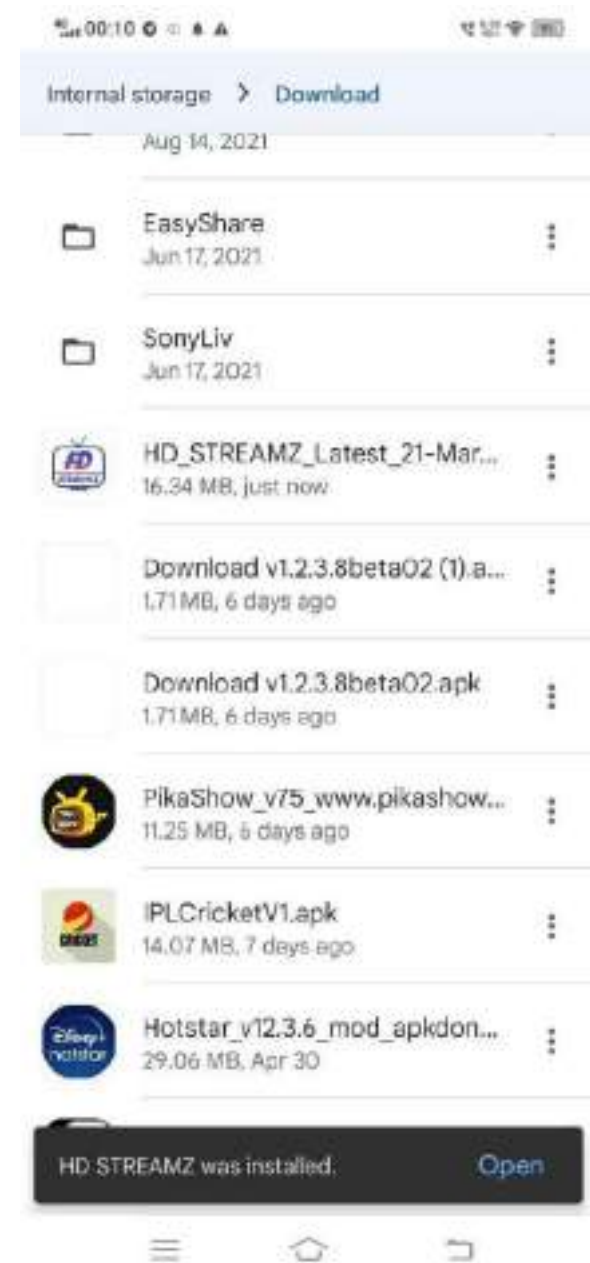 00:10
Internal storage > Download
Aug 14, 2021
EasyShare
Jun 17, 2021
SonyLiv
Jun 17, 2021
HD
HD_STREAMZ_Latest_21-Mar...
16.34 MB, just now
Download v1.2.3.8beta02 (1).a...
1.71 MB, 6 days ago
Download v1.2.3.8beta02.apk
1.71 MB, 6 days ago
PikaShow_v75_www.pikashow...
11.25 MB, 6 days ago
IPLCricketV1.apk
14.07 MB, 7 days ago
Disney+
hotstar
Hotstar_v12.3.6_mod_apkdon...
29.06 MB, Apr 30
HD STREAMZ was installed.
Open